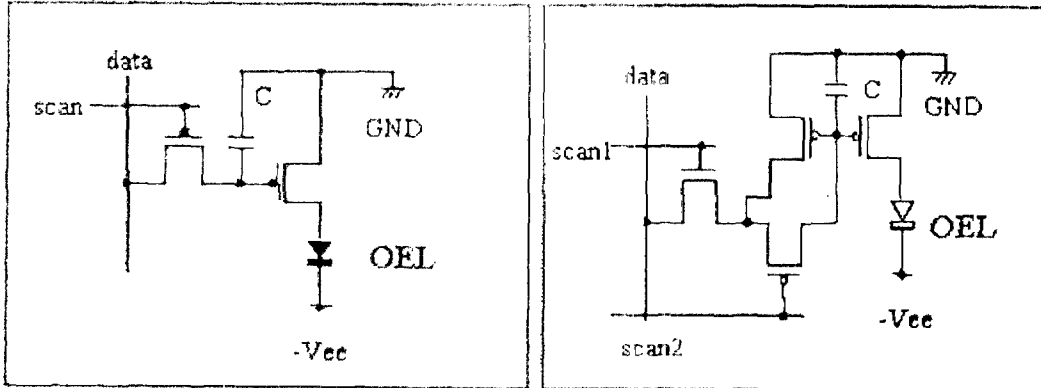 data
scan
C
GND
OEL
-Vee
data
C
GND
scan1
OEL
-Vee
scan2